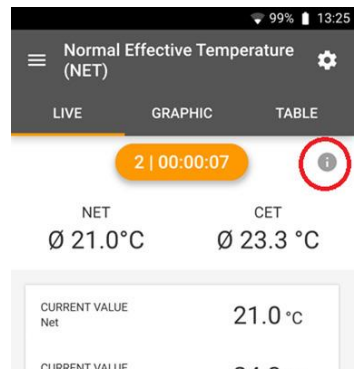 99% 13:25
Normal Effective Temperature
(NET)
LIVE GRAPHIC TABLE
2 | 00:00:07
NET CET
Ø 21.0°C Ø 23.3 °C
CURRENT VALUE
Net
21.0 °C
CURRENT VALUE